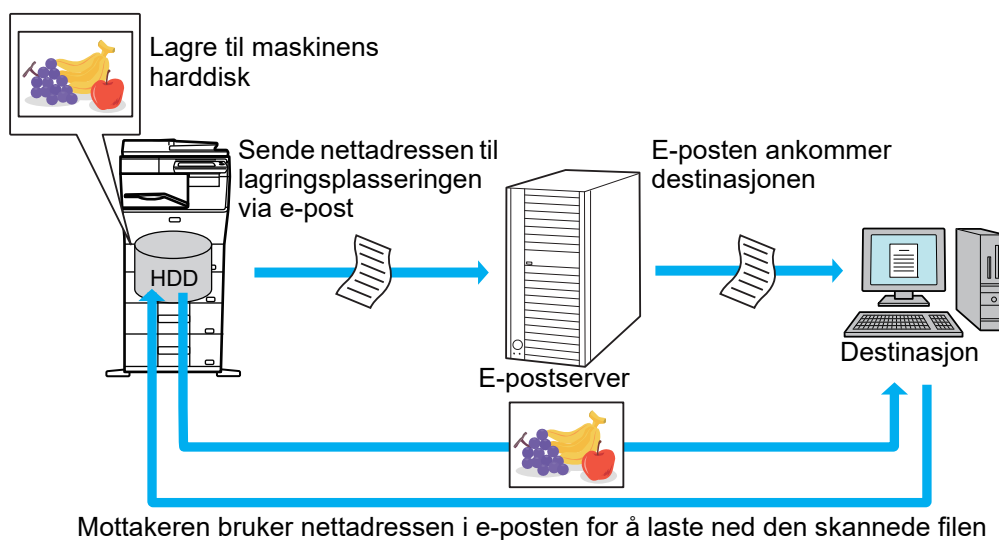 Lagre til maskinens
harddisk
Sende nettadressen til
lagringsplasseringen
via e-post
E-posten ankommer
destinasjonen
HDD
E-postserver
Destinasjon
Mottakeren bruker nettadressen i e-posten for å laste ned den skannede filen